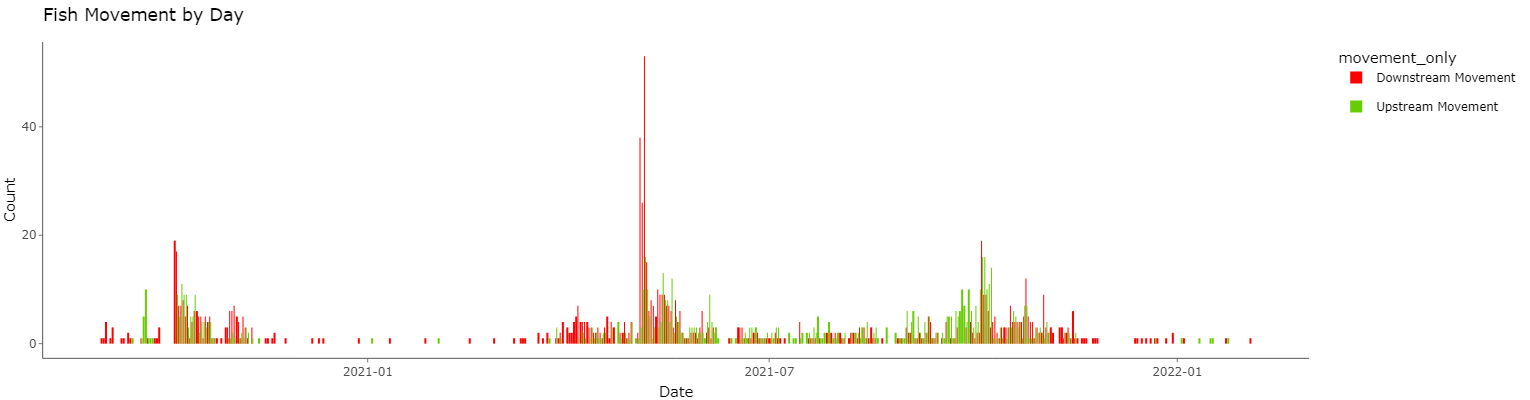 Fish Movement by Day
movement_only
Downstream Movement
Upstream Movement
40
20
0
Count
2021-01
2021-07
2022-01
Date